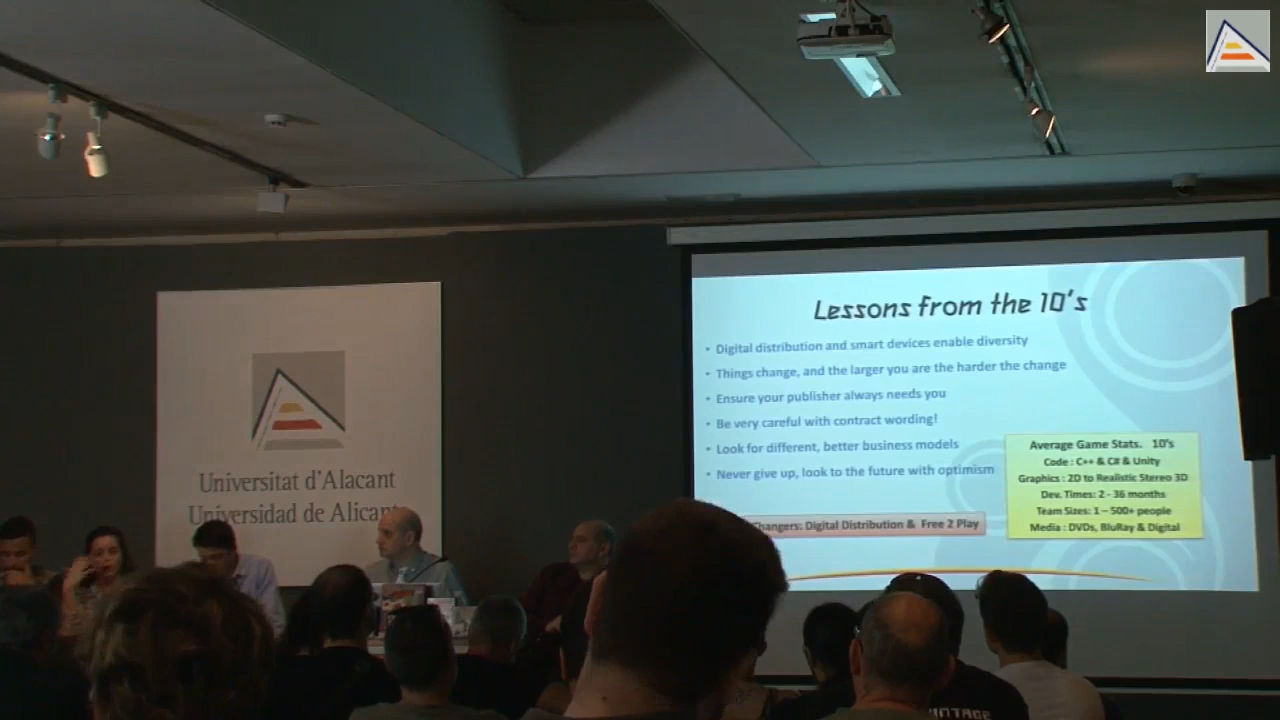 Universitat d'Alacant
Universidad de Alicante
Lessons from the 10's
• Digital distribution and smart devices enable diversity
• Things change, and the larger you are the harder the change
• Ensure your publisher always needs you
• Be very careful with contract wording!
• Look for different, better business models
• Never give up, look to the future with optimism
Average Game Stats. 10's
Code : C++ & C# & Unity
Graphics : 2D to Realistic Stereo 3D
Dev. Times: 2 - 36 months
Team Sizes: 1 – 500+ people
Media : DVDs, BluRay & Digital
Changers: Digital Distribution & Free 2 Play
VINTAGE